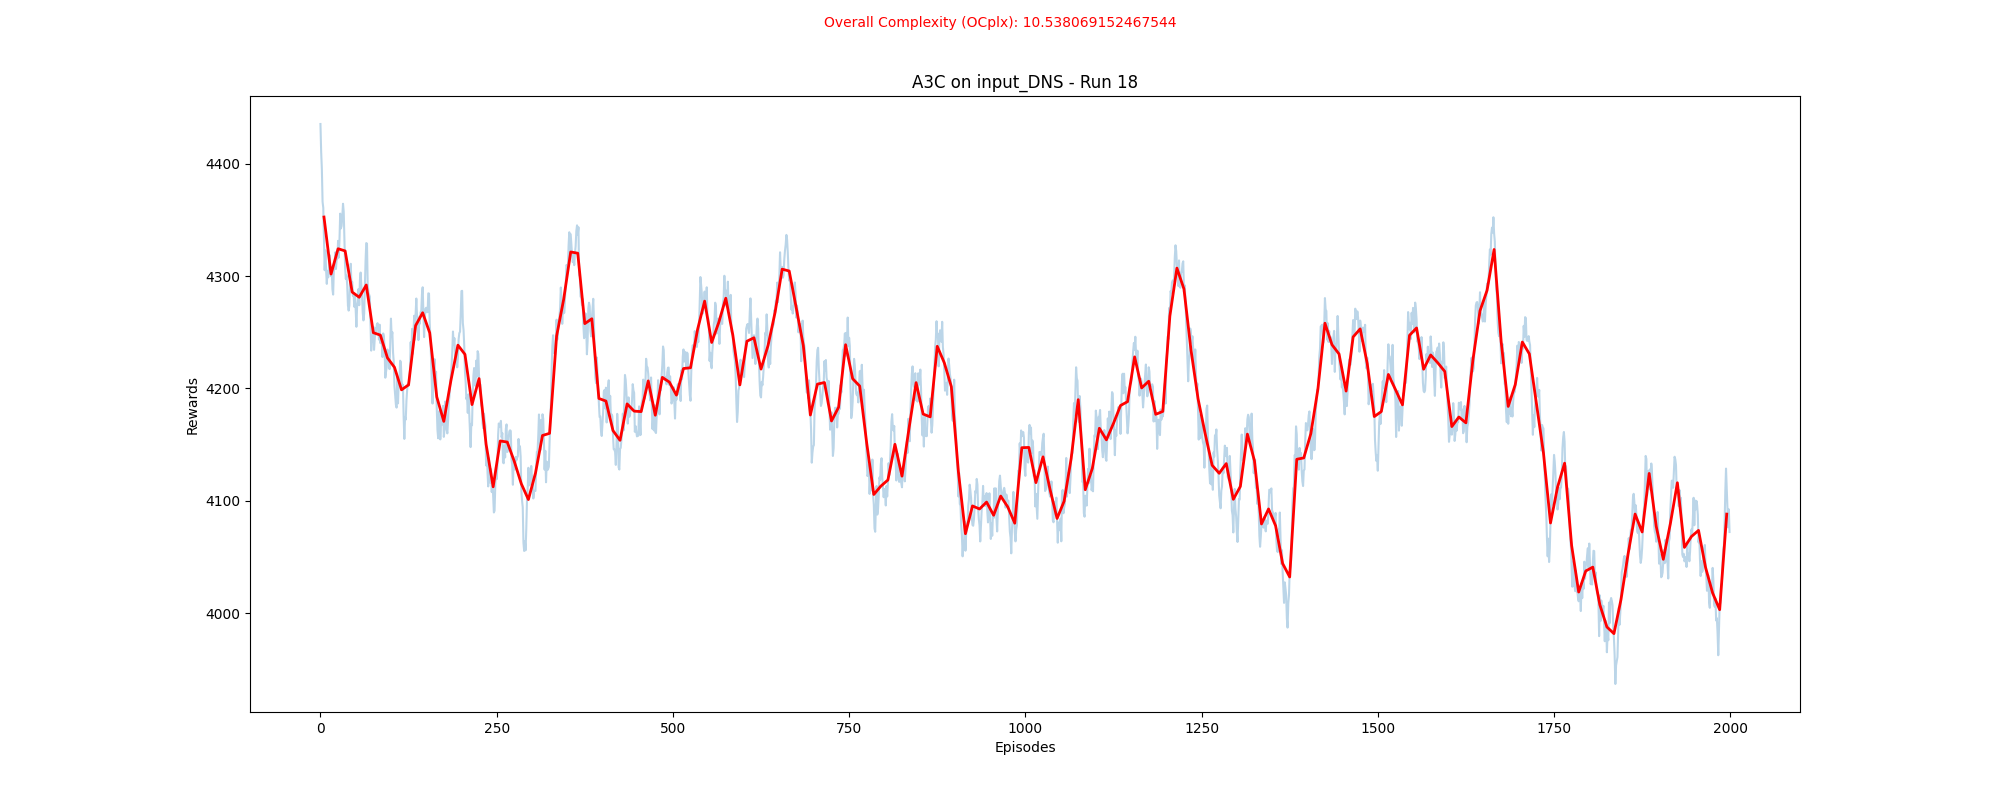 Overall Complexity (OCplx): 10.538069152467544
A3C on input_DNS - Run 18
Rewards
4400
4300
4200
4100
4000
0 250 500 750 1000 1250 1500 1750 2000
Episodes